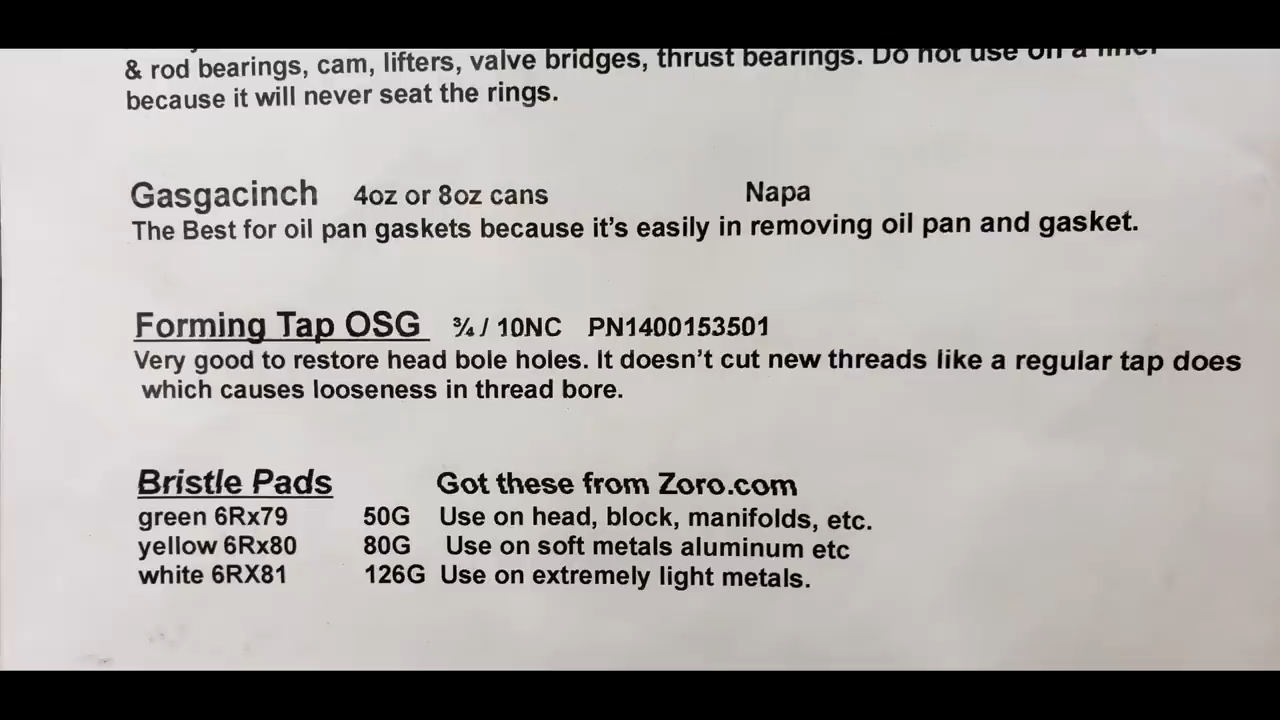 & rod bearings, cam, lifters, valve bridges, thrust bearings. Do not use on a liner
because it will never seat the rings.
Gasgacinch 4oz or 8oz cans Napa
The Best for oil pan gaskets because it's easily in removing oil pan and gasket.
Forming Tap OSG ¾ / 10NC PN1400153501
Very good to restore head bole holes. It doesn't cut new threads like a regular tap does
which causes looseness in thread bore.
Bristle Pads Got these from Zoro.com
green 6Rx79 50G Use on head, block, manifolds, etc.
yellow 6Rx80 80G Use on soft metals aluminum etc
white 6RX81 126G Use on extremely light metals.